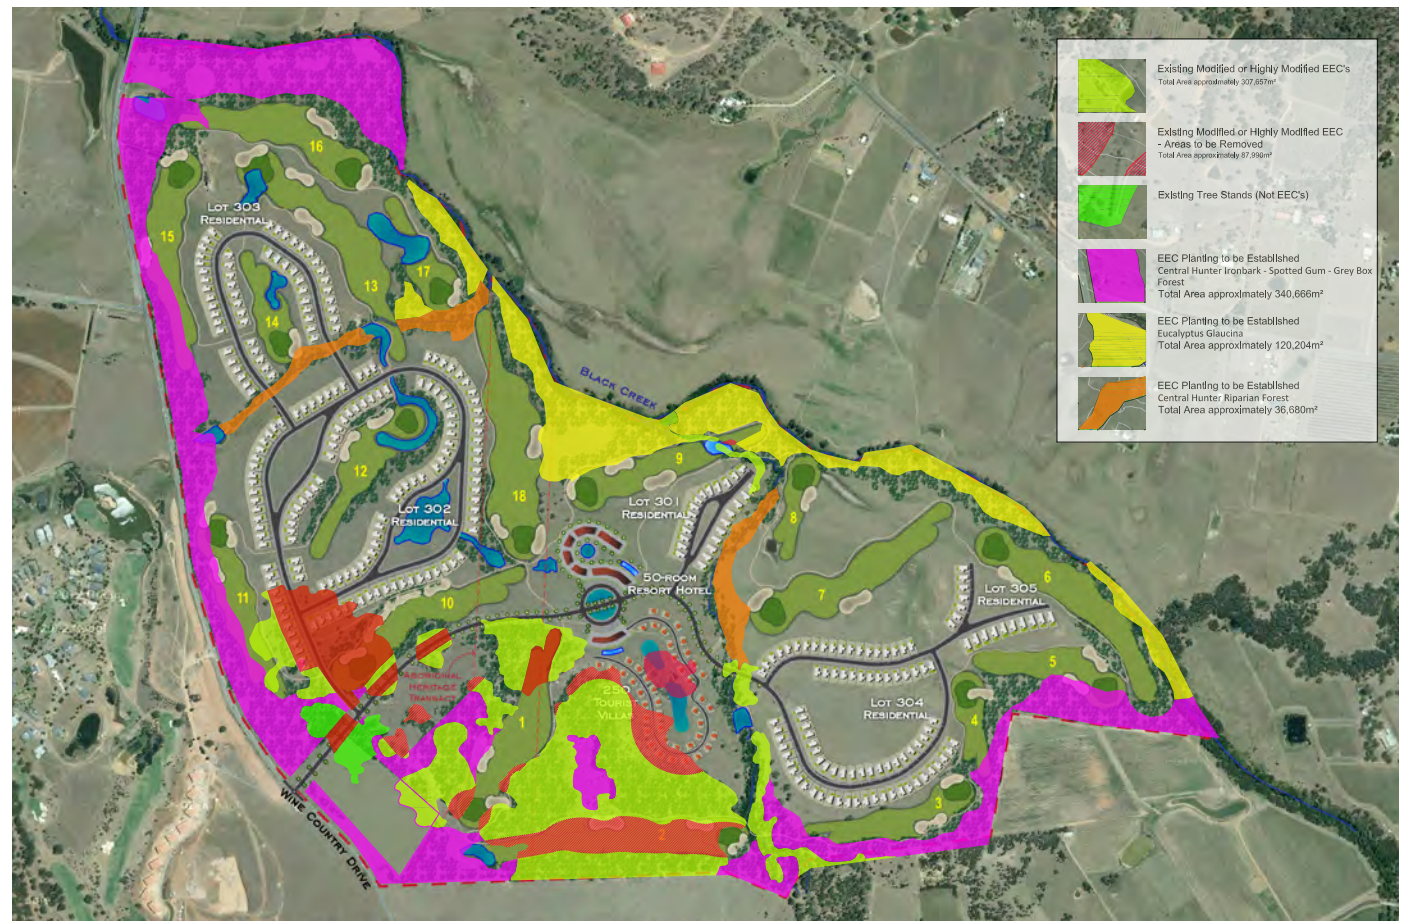 Existing Modified or Highly Modified EEC's
Total Area approximately 307,657m²
Existing Modified or Highly Modified EEC
- Areas to be Removed
Total Area approximately 87,990m²
Existing Tree Stands (Not EEC's)
EEC Planting to be Established
Central Hunter Ironbark - Spotted Gum - Grey Box
Forest
Total Area approximately 340,666m²
EEC Planting to be Established
Eucalyptus Glaucina
Total Area approximately 120,204m²
EEC Planting to be Established
Central Hunter Riparian Forest
Total Area approximately 36,680m²
16
LOT 303
RESIDENTIAL
15
17
13
14
BLACK CREEK
12
9
18
LOT 302
RESIDENTIAL
LOT 301
RESIDENTIAL
8
50-ROOM
RESORT HOTEL
11
10
7
6
LOT 305
RESIDENTIAL
5
ABORIGINAL
HERITAGE
TRANSECT
250
TOURIST
VILLAS
1
LOT 304
RESIDENTIAL
4
3
2
WINE COUNTRY DRIVE